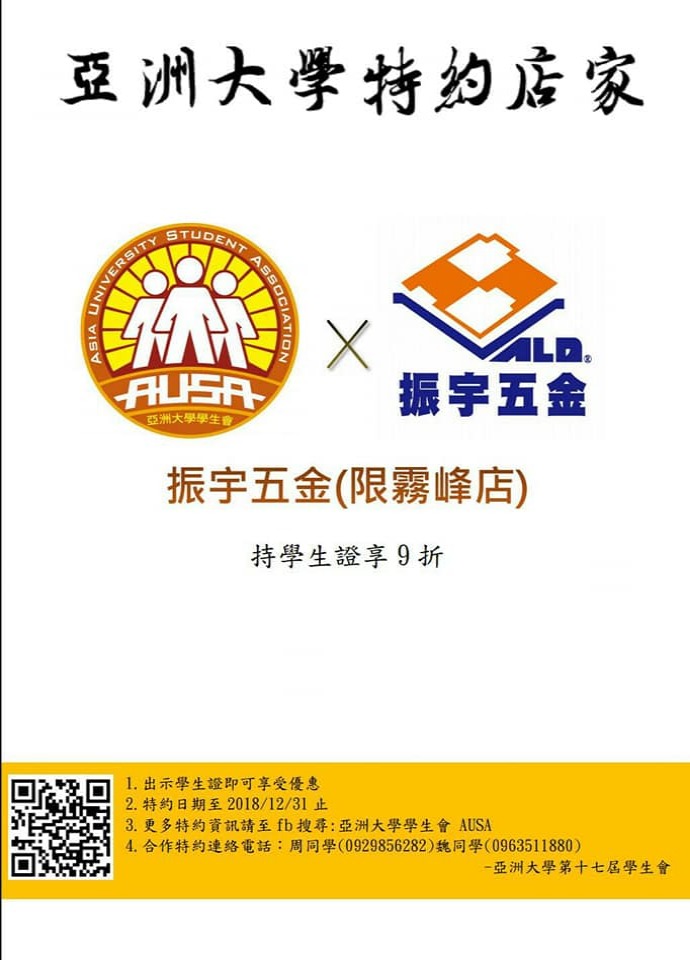 亞洲大學特約店家
ASIA UNIVERSITY STUDENT ASSOCIATION
AUSA
亞洲大學學生會
X
ALD®
振宇五金
振宇五金(限霧峰店)
持學生證享 9 折
1. 出示學生證即可享受優惠
2. 特約日期至 2018/12/31 止
3. 更多特約資訊請至 fb 搜尋:亞洲大學學生會 AUSA
4. 合作特約連絡電話：周同學(0929856282)魏同學(0963511880)
-亞洲大學第十七屆學生會